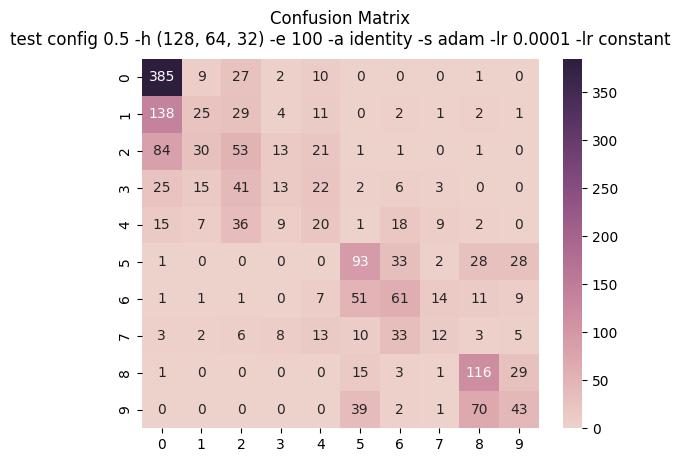 Confusion Matrix
test config 0.5 -h (128, 64, 32) -e 100 -a identity -s adam -lr 0.0001 -lr constant
0 385 9 27 2 10 0 0 0 1 0
1 138 25 29 4 11 0 2 1 2 1
2 84 30 53 13 21 1 1 0 1 0
3 25 15 41 13 22 2 6 3 0 0
4 15 7 36 9 20 1 18 9 2 0
5 1 0 0 0 0 93 33 2 28 28
6 1 1 1 0 7 51 61 14 11 9
7 3 2 6 8 13 10 33 12 3 5
8 1 0 0 0 0 15 3 1 116 29
9 0 0 0 0 0 39 2 1 70 43
0 1 2 3 4 5 6 7 8 9
350
300
250
200
150
100
50
0